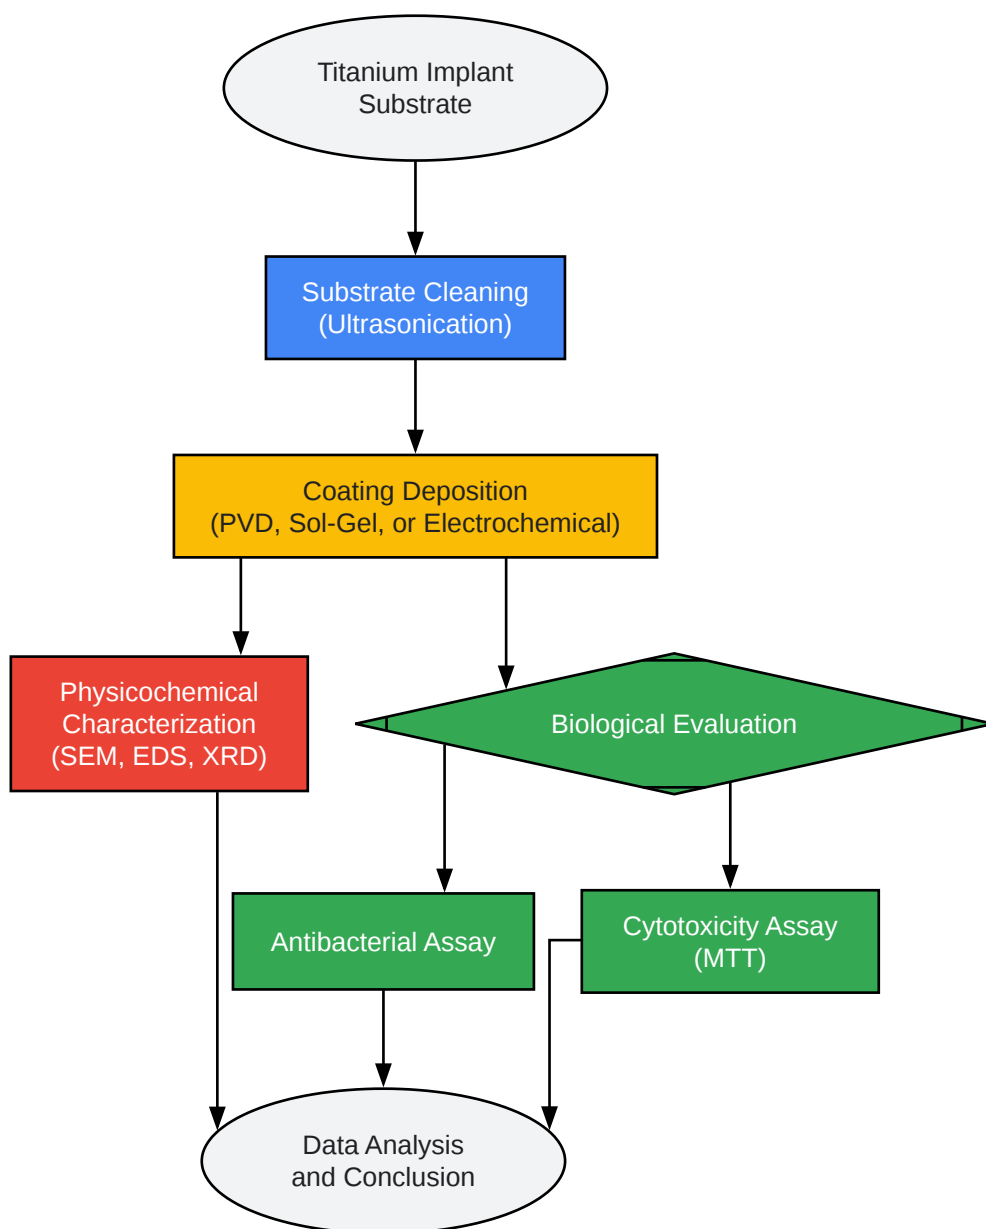 Titanium Implant
Substrate
Substrate Cleaning
(Ultrasonication)
Coating Deposition
(PVD, Sol-Gel, or Electrochemical)
Physicochemical
Characterization
(SEM, EDS, XRD)
Biological Evaluation
Antibacterial Assay
Cytotoxicity Assay
(MTT)
Data Analysis
and Conclusion